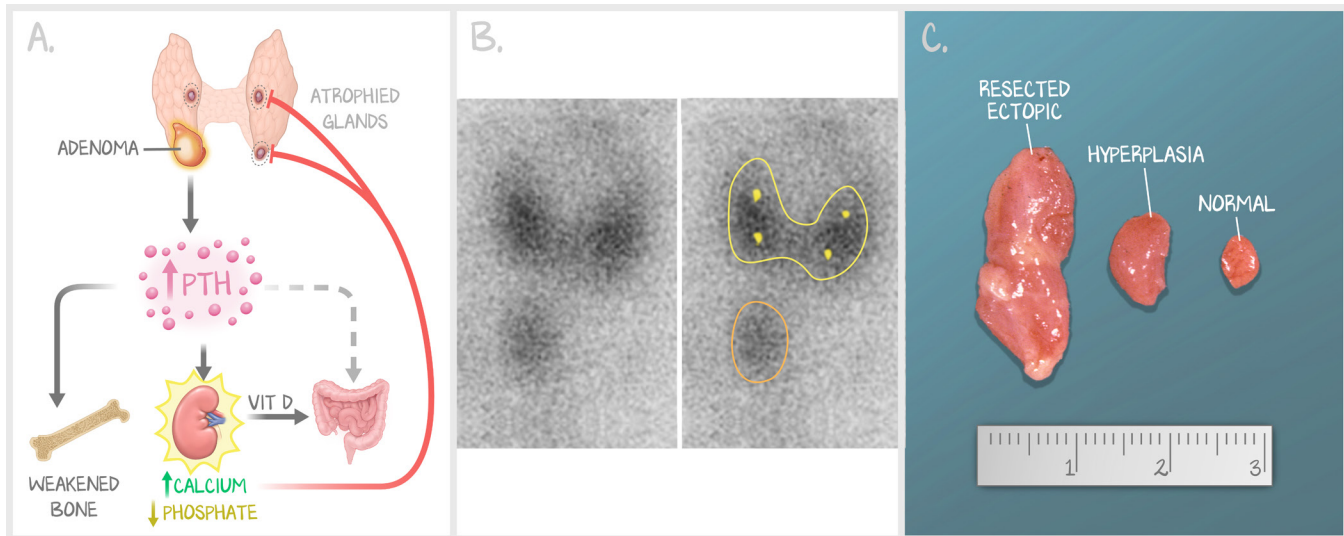 A.
ATROPHIED
GLANDS
ADENOMA
↑PTH
VIT D
WEAKENED
BONE
↑CALCIUM
↓PHOSPHATE
B.
C.
RESECTED
ECTOPIC
HYPERPLASIA
NORMAL
1 2 3